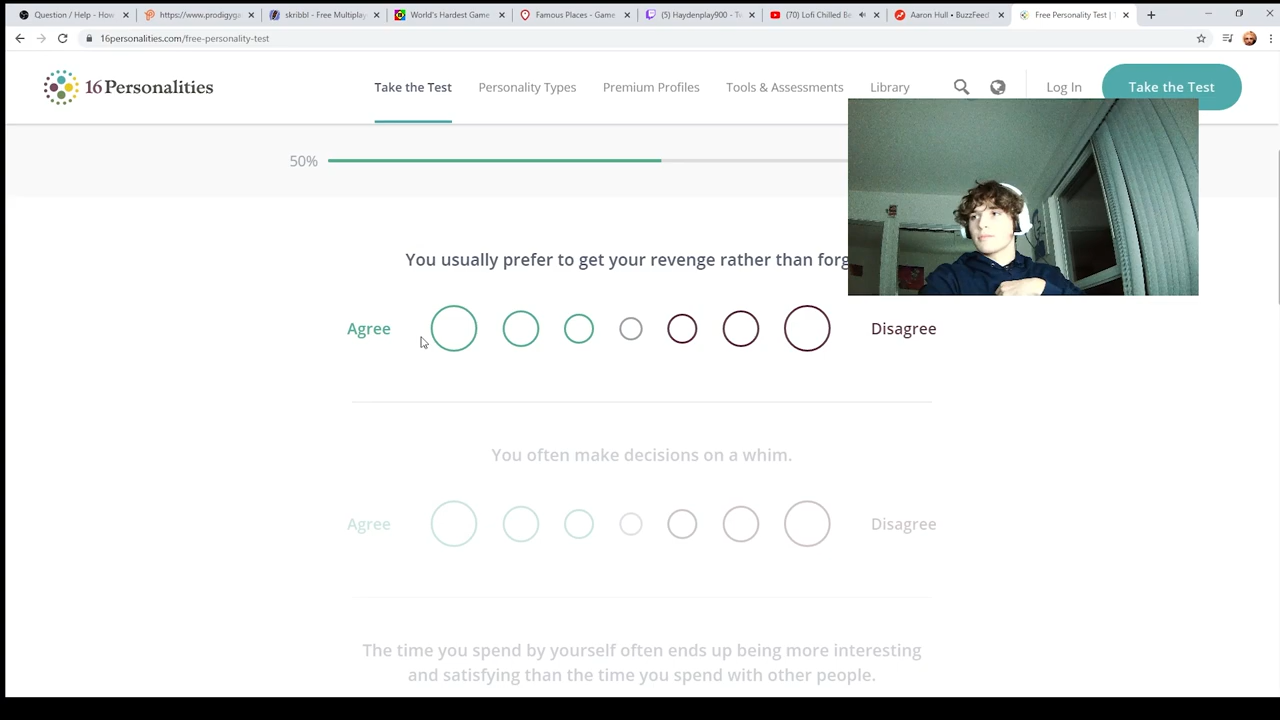 Question / Help - How
https://www.prodigyga
skribbl - Free Multiplay
World's Hardest Game
Famous Places - Game
(5) Haydenplay900 - Tw
(70) Lofi Chilled Be
Aaron Hull • BuzzFeed
Free Personality Test |
16personalities.com/free-personality-test
16Personalities
Take the Test
Personality Types
Premium Profiles
Tools & Assessments
Library
Log In
Take the Test
50%
You usually prefer to get your revenge rather than forg
Agree
Disagree
You often make decisions on a whim.
Agree
Disagree
The time you spend by yourself often ends up being more interesting
and satisfying than the time you spend with other people.